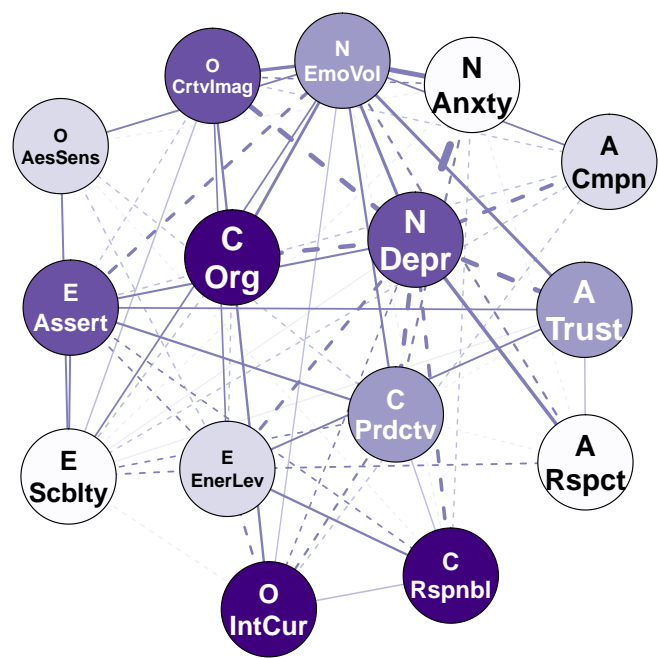 N
EmoVol
O
CrtvImag
N
Anxty
O
AesSens
A
Cmpn
C
Org
N
Depr
E
Assert
A
Trust
C
Prdctv
E
Scblty
E
EnerLev
A
Rspct
C
Rspnbl
O
IntCur